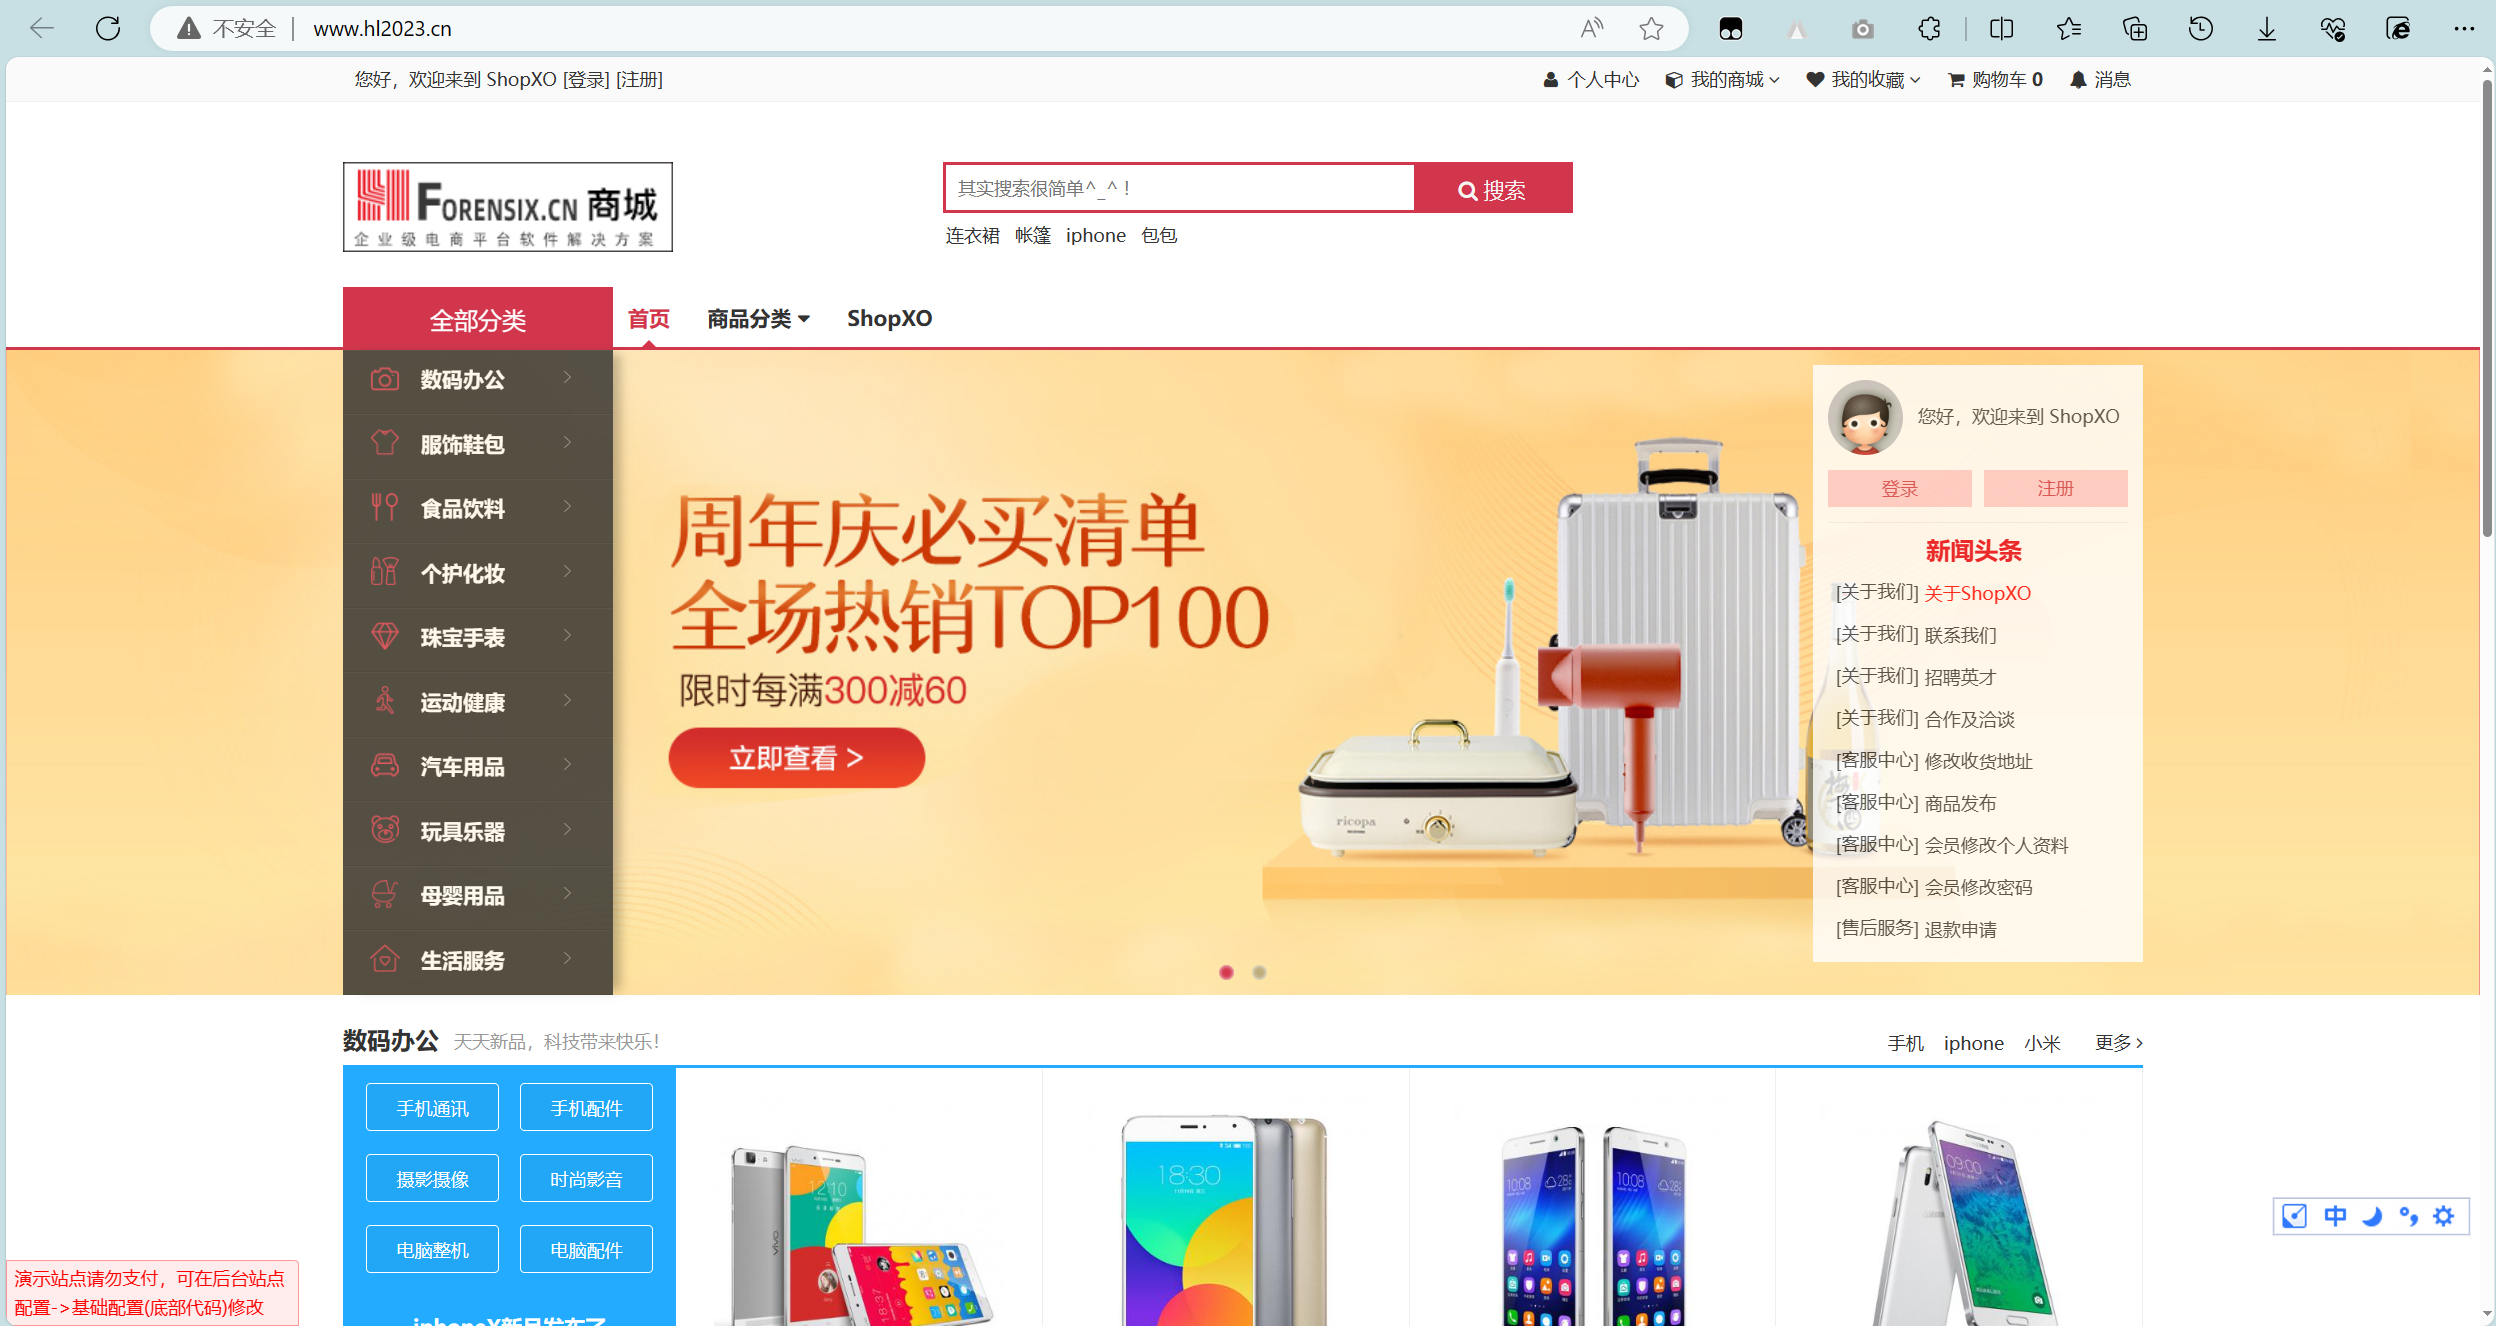 不安全 www.hl2023.cn
您好，欢迎来到 ShopXO [登录] [注册]
个人中心 我的商城 我的收藏 购物车 0 消息
FORENSIX.CN 商城
企业级电商平台软件解决方案
其实搜索很简单^_^！
搜索
连衣裙 帐篷 iphone 包包
全部分类 首页 商品分类 ShopXO
数码办公
服饰鞋包
食品饮料
个护化妆
珠宝手表
运动健康
汽车用品
玩具乐器
母婴用品
生活服务
周年庆必买清单
全场热销TOP100
限时每满300减60
立即查看 >
ricopa
您好，欢迎来到 ShopXO
登录 注册
新闻头条
[关于我们] 关于ShopXO
[关于我们] 联系我们
[关于我们] 招聘英才
[关于我们] 合作及洽谈
[客服中心] 修改收货地址
[客服中心] 商品发布
[客服中心] 会员修改个人资料
[客服中心] 会员修改密码
[售后服务] 退款申请
数码办公 天天新品，科技带来快乐！
手机 iphone 小米 更多
手机通讯 手机配件
摄影摄像 时尚影音
电脑整机 电脑配件
iphoneX新品发布了
12:10
vivo
18:37
18:30
10:08 28°
10:08 28°
09:00
中
演示站点请勿支付，可在后台站点
配置->基础配置(底部代码)修改